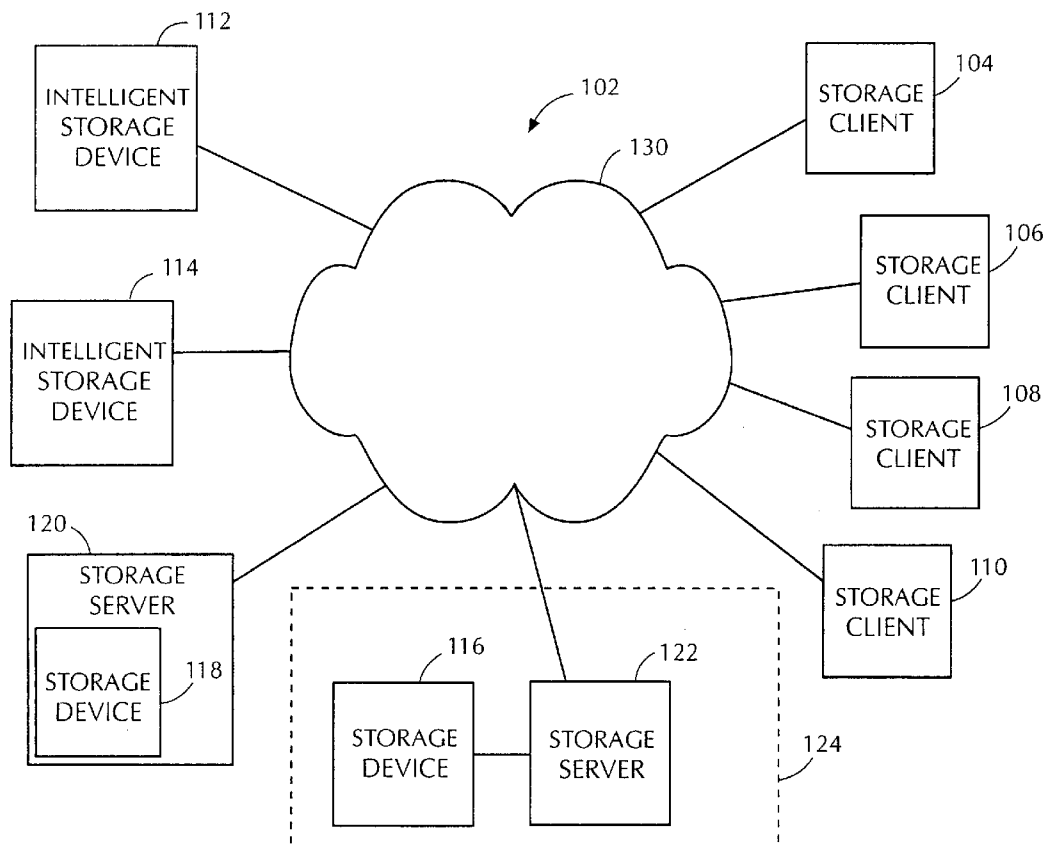 112
INTELLIGENT
STORAGE
DEVICE
102
130
STORAGE
CLIENT
104
STORAGE
CLIENT
106
114
INTELLIGENT
STORAGE
DEVICE
STORAGE
CLIENT
108
120
STORAGE
SERVER
STORAGE
DEVICE
118
116
STORAGE
DEVICE
122
STORAGE
SERVER
124
STORAGE
CLIENT
110